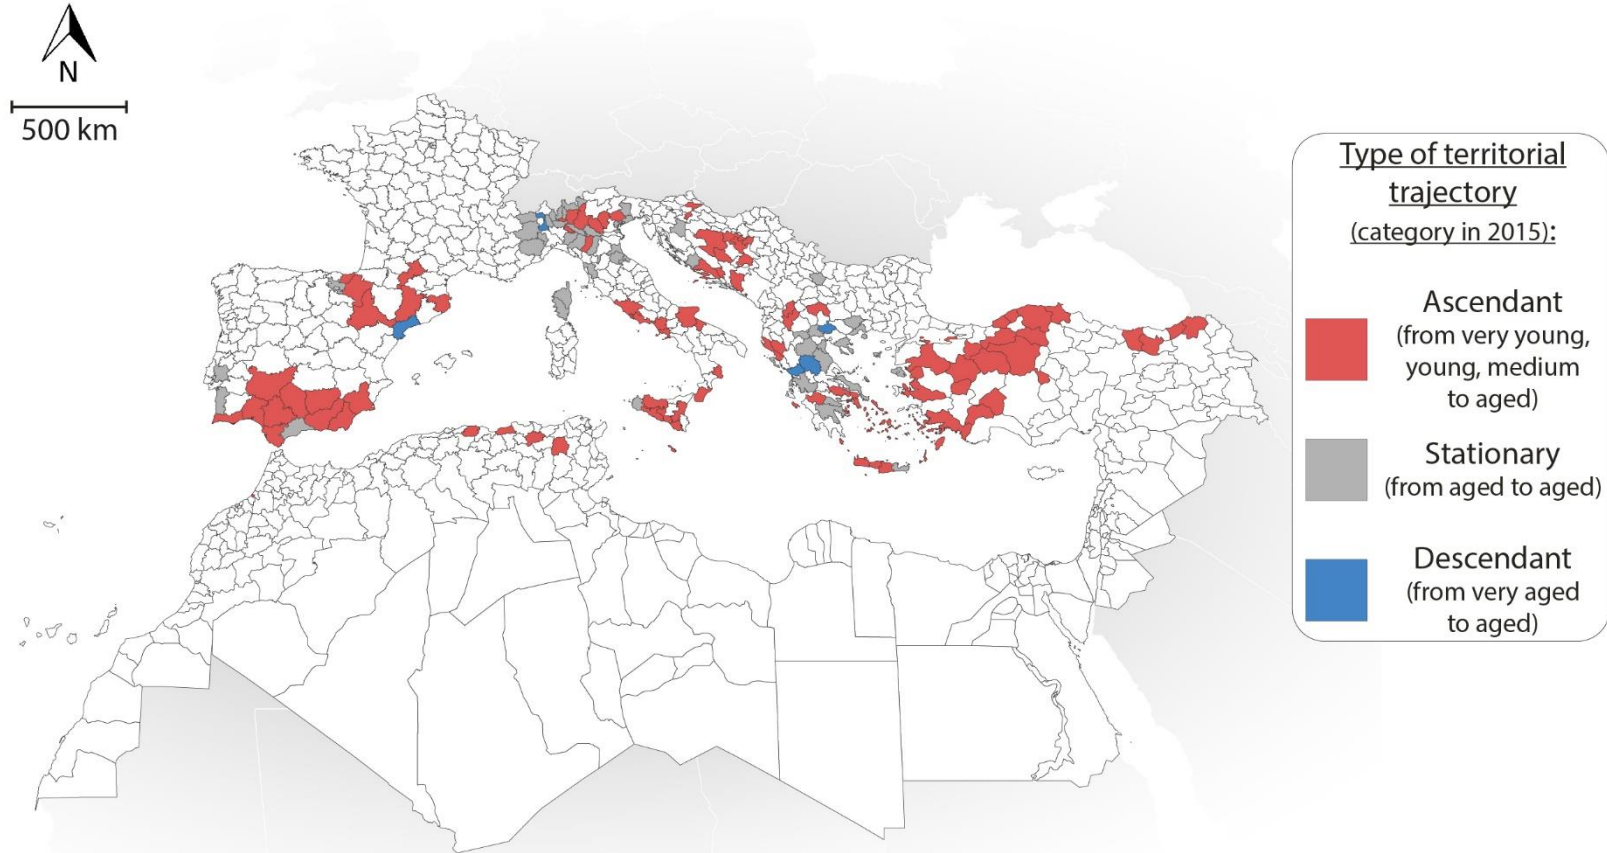 N
500 km
Type of territorial
trajectory
(category in 2015):
Ascendant
(from very young,
young, medium
to aged)
Stationary
(from aged to aged)
Descendant
(from very aged
to aged)